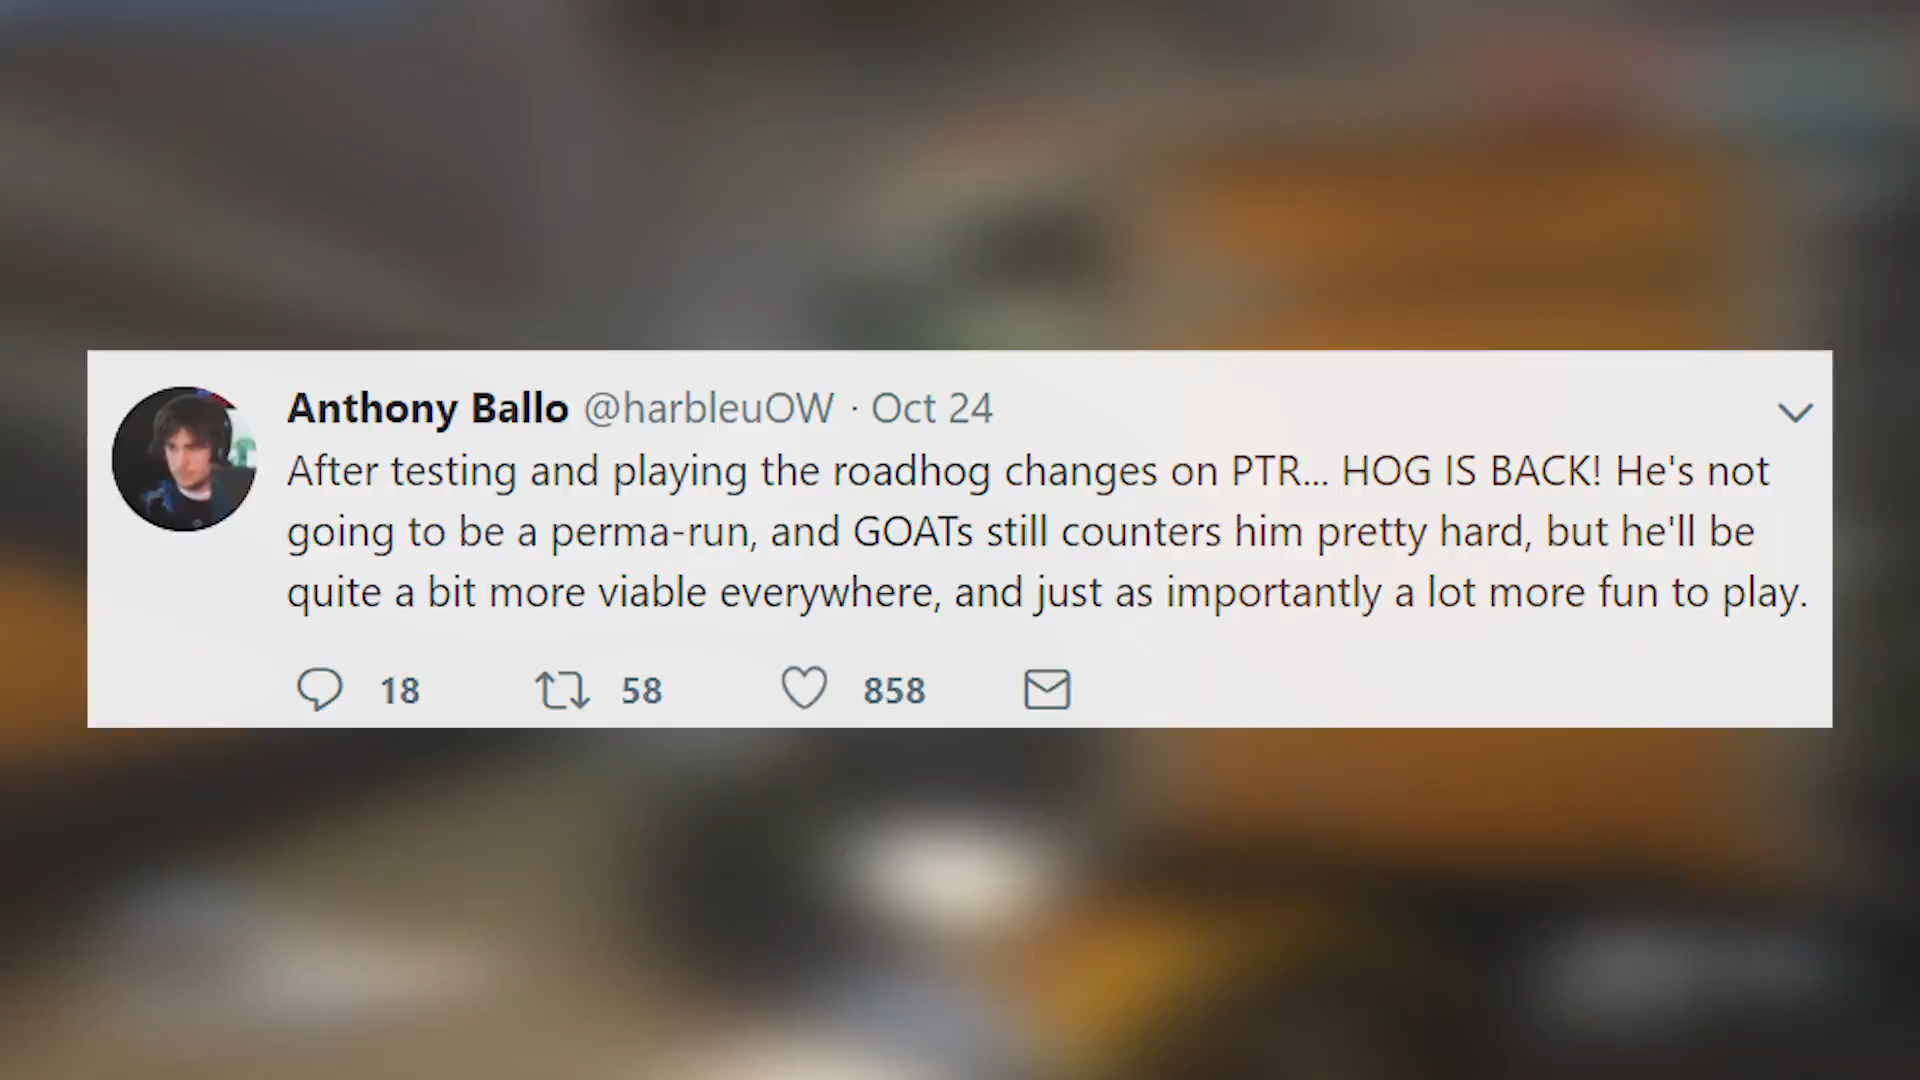 Anthony Ballo @harbleuOW · Oct 24
After testing and playing the roadhog changes on PTR... HOG IS BACK! He's not
going to be a perma-run, and GOATs still counters him pretty hard, but he'll be
quite a bit more viable everywhere, and just as importantly a lot more fun to play.
18 58 858